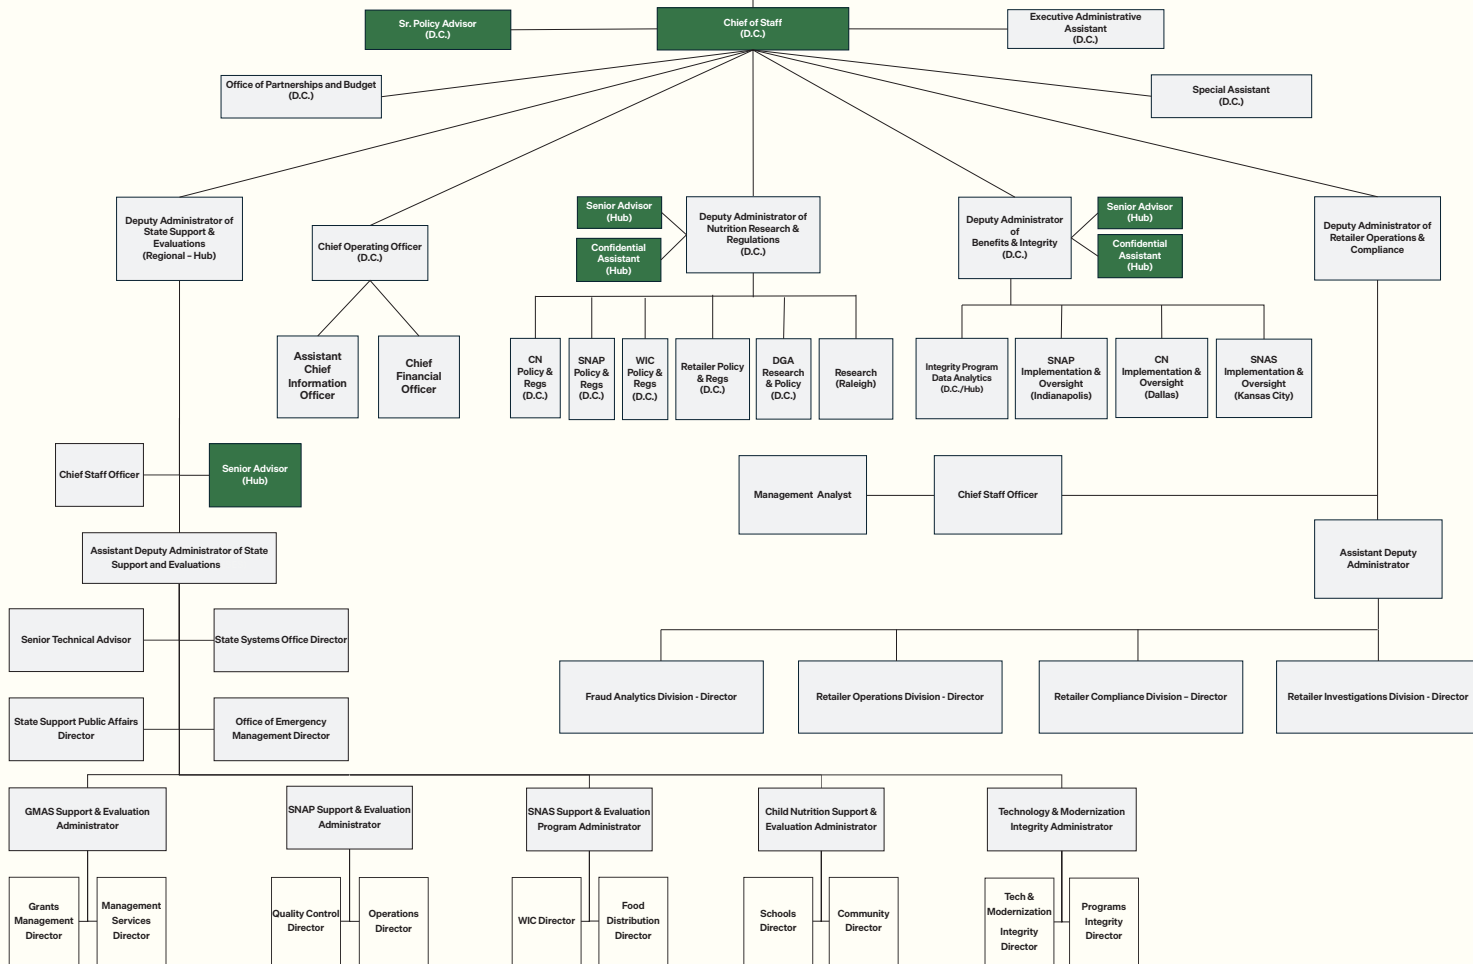 Sr. Policy Advisor
(D.C.)
Chief of Staff
(D.C.)
Executive Administrative
Assistant
(D.C.)
Office of Partnerships and Budget
(D.C.)
Special Assistant
(D.C.)
Deputy Administrator of
State Support &
Evaluations
(Regional – Hub)
Chief Operating Officer
(D.C.)
Senior Advisor
(Hub)
Confidential
Assistant
(Hub)
Deputy Administrator of
Nutrition Research &
Regulations
(D.C.)
Deputy Administrator
of
Benefits & Integrity
(D.C.)
Senior Advisor
(Hub)
Confidential
Assistant
(Hub)
Deputy Administrator of
Retailer Operations &
Compliance
Assistant
Chief
Information
Officer
Chief
Financial
Officer
CN
Policy &
Regs
(D.C.)
SNAP
Policy &
Regs
(D.C.)
WIC
Policy &
Regs
(D.C.)
Retailer Policy
& Regs
(D.C.)
DGA
Research
& Policy
(D.C.)
Research
(Raleigh)
Integrity Program
Data Analytics
(D.C./Hub)
SNAP
Implementation &
Oversight
(Indianapolis)
CN
Implementation &
Oversight
(Dallas)
SNAS
Implementation &
Oversight
(Kansas City)
Chief Staff Officer
Senior Advisor
(Hub)
Management Analyst
Chief Staff Officer
Assistant Deputy Administrator of State
Support and Evaluations
Assistant Deputy
Administrator
Senior Technical Advisor
State Systems Office Director
State Support Public Affairs
Director
Office of Emergency
Management Director
Fraud Analytics Division - Director
Retailer Operations Division - Director
Retailer Compliance Division – Director
Retailer Investigations Division - Director
GMAS Support & Evaluation
Administrator
SNAP Support & Evaluation
Administrator
SNAS Support & Evaluation
Program Administrator
Child Nutrition Support &
Evaluation Administrator
Technology & Modernization
Integrity Administrator
Grants
Management
Director
Management
Services
Director
Quality Control
Director
Operations
Director
WIC Director
Food
Distribution
Director
Schools
Director
Community
Director
Tech &
Modernization
Integrity
Director
Programs
Integrity
Director